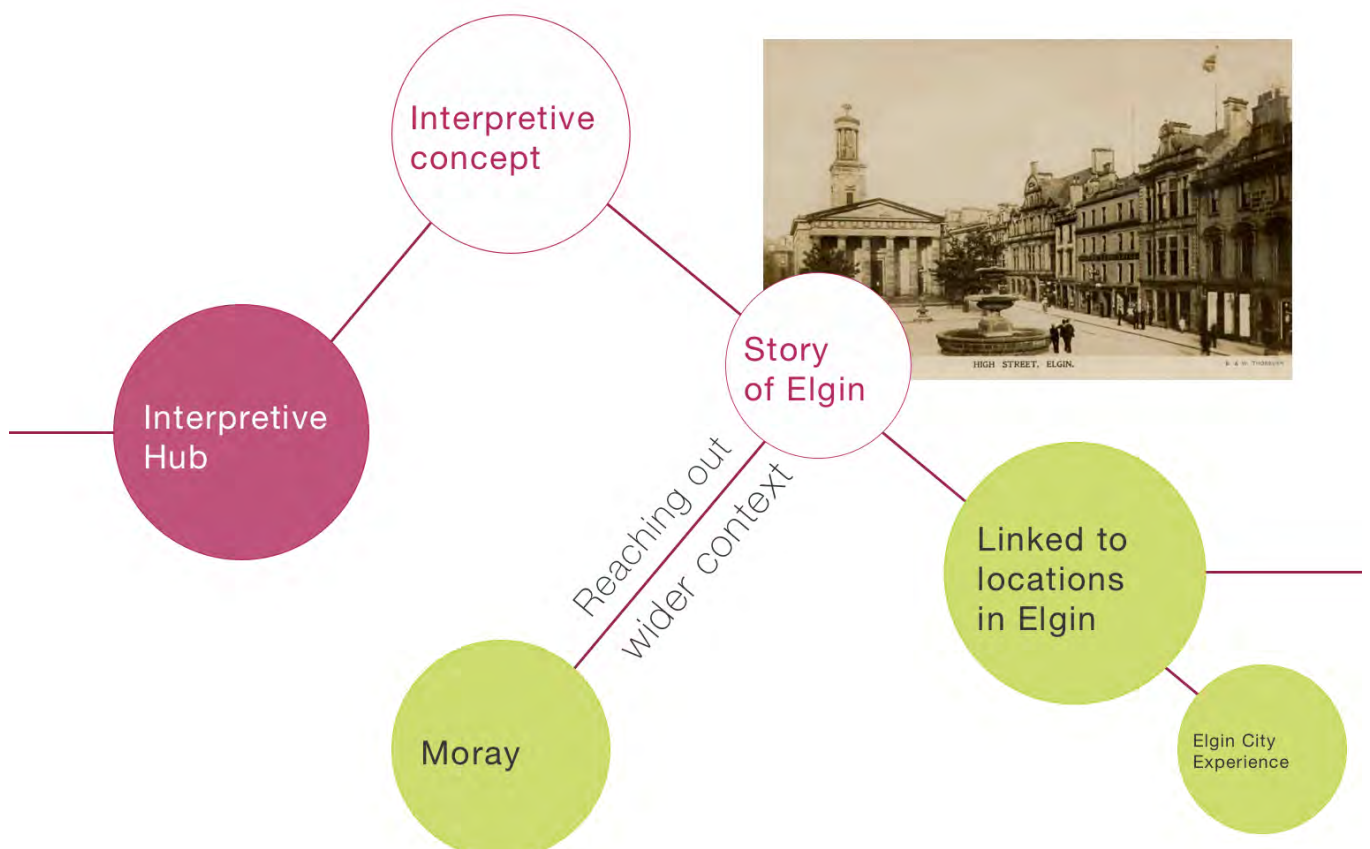 Interpretive
concept
HIGH STREET, ELGIN.
Story
of Elgin
Interpretive
Hub
Reaching out
wider context
Linked to
locations
in Elgin
Moray
Elgin City
Experience